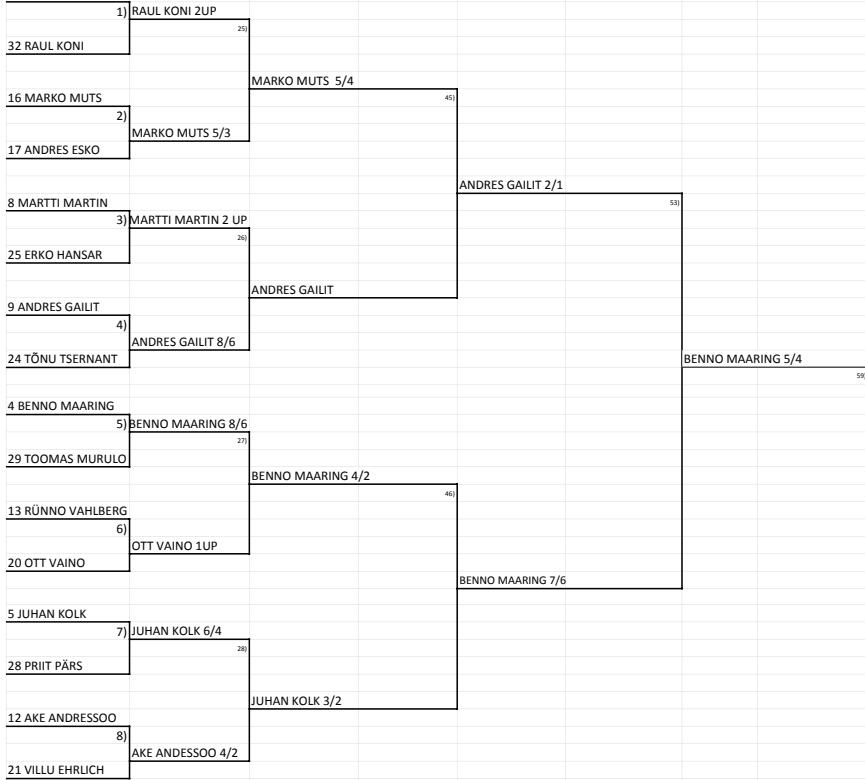 1) RAUL KONI 2UP
25)
32 RAUL KONI
MARKO MUTS 5/4
16 MARKO MUTS
45)
2)
MARKO MUTS 5/3
17 ANDRES ESKO
ANDRES GAILIT 2/1
8 MARTTI MARTIN
53)
3) MARTTI MARTIN 2 UP
26)
25 ERKO HANSAR
ANDRES GAILIT
9 ANDRES GAILIT
4)
ANDRES GAILIT 8/6
24 TÕNU TSERNANT
BENNO MAARING 5/4
59)
4 BENNO MAARING
5) BENNO MAARING 8/6
27)
29 TOOMAS MURULO
BENNO MAARING 4/2
46)
13 RÜNNO VAHLBERG
6)
OTT VAINO 1UP
20 OTT VAINO
BENNO MAARING 7/6
5 JUHAN KOLK
7) JUHAN KOLK 6/4
28)
28 PRIIT PÄRS
JUHAN KOLK 3/2
12 AKE ANDRESSOO
8)
AKE ANDESSOO 4/2
21 VILLU EHRLICH